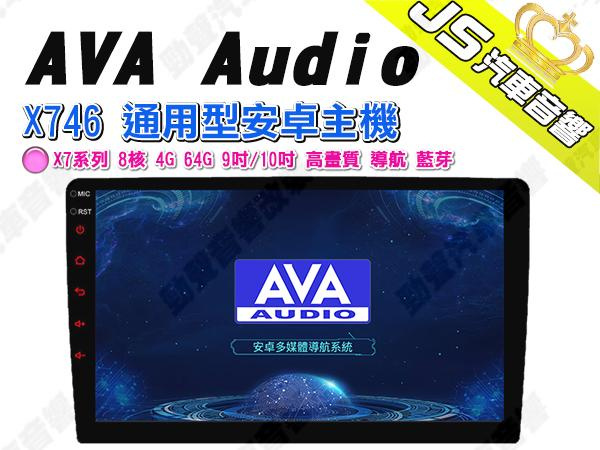 AVA Audio
JS汽車音響
X746 通用型安卓主機
X7系列 8核 4G 64G 9吋/10吋 高畫質 導航 藍芽
MIC
RST
AVA
AUDIO
安卓多媒體導航系統